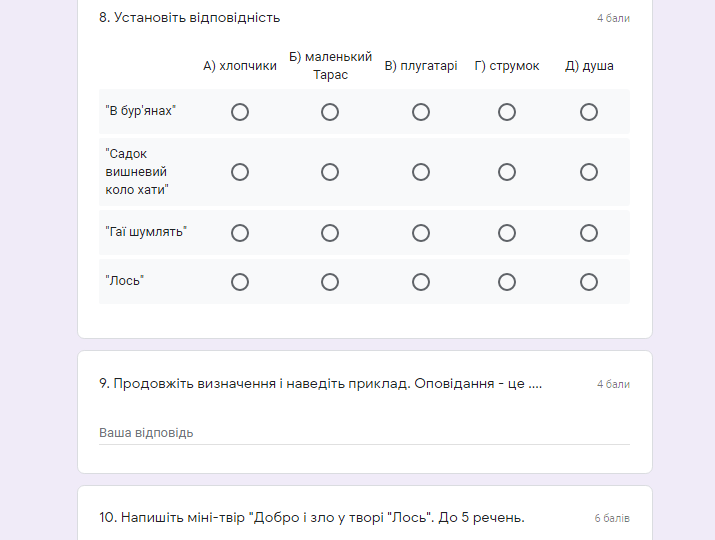 8. Установіть відповідність
4 бали
А) хлопчики
Б) маленький
Тарас
В) плугатарі
Г) струмок
Д) душа
"В бур'янах"
"Садок
вишневий
коло хати"
"Гаї шумлять"
"Лось"
9. Продовжіть визначення і наведіть приклад. Оповідання - це ....
4 бали
Ваша відповідь
10. Напишіть міні-твір "Добро і зло у творі "Лось". До 5 речень.
6 балів